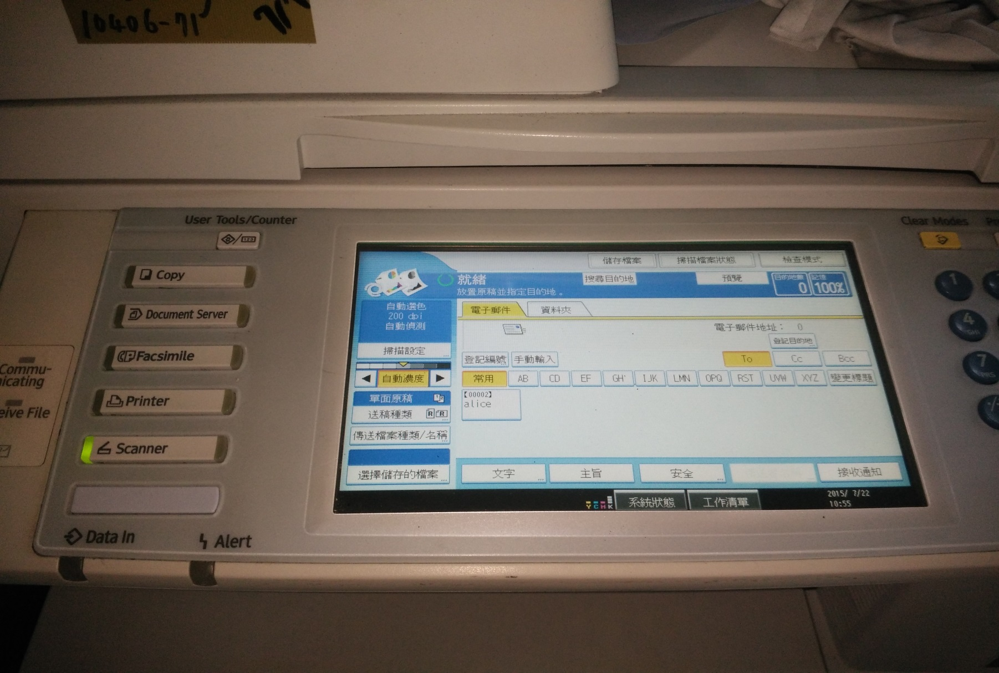 10406-71
User Tools/Counter
Clear Modes
Copy
Document Server
Facsimile
Printer
Scanner
Commu-
nicating
eive File
Data In
Alert
儲存檔案
掃描檔案狀態
檢查模式
就緒
搜尋目的地
預覽
目的地數 0
記憶 100%
放置原稿並指定目的地。
自動選色
200 dpi
自動偵測
掃描設定
自動濃度
單面原稿
送稿種類
傳送檔案種類/名稱
選擇儲存的檔案
電子郵件
資料夾
電子郵件地址： 0
登記目的地
登記編號
手動輸入
To
Cc
Bcc
常用
AB
CD
EF
GH
IJK
LMN
OPQ
RST
UVW
XYZ
變更標題
【00002】
alice
文字
主旨
安全
接收通知
YCMK
系統狀態
工作清單
2015/ 7/22
10:55
1
4
GHI
7